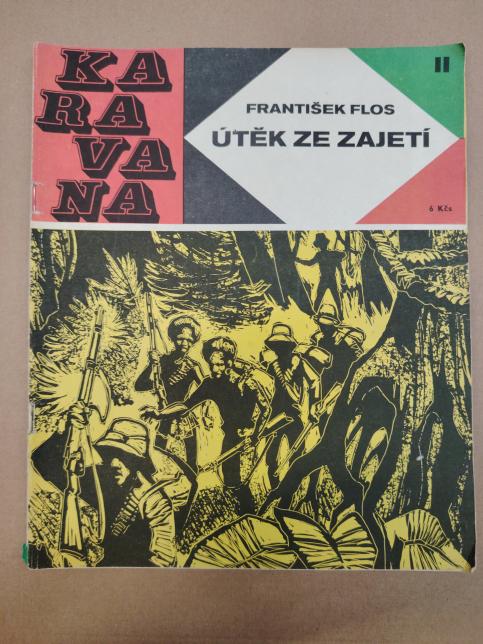 KA
RA
VA
NA
II
FRANTIŠEK FLOS
ÚTĚK ZE ZAJETÍ
6 Kčs